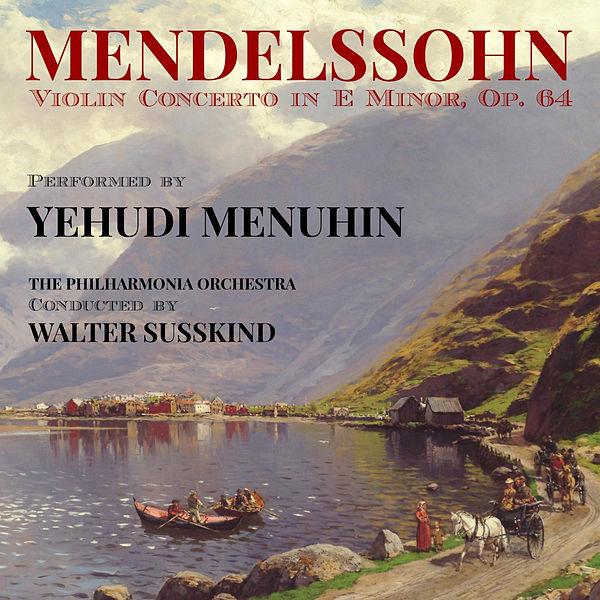 MENDELSSOHN
Violin Concerto in E Minor, Op. 64
Performed by
YEHUDI MENUHIN
THE PHILHARMONIA ORCHESTRA
Conducted by
WALTER SUSSKIND